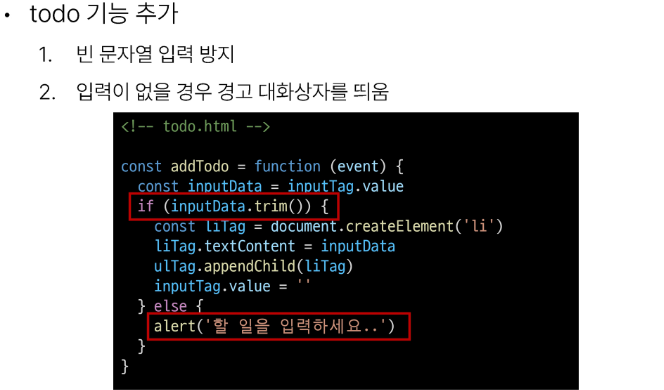 • todo 기능 추가
1. 빈 문자열 입력 방지
2. 입력이 없을 경우 경고 대화상자를 띄움
<!-- todo.html -->
const addTodo = function (event) {
const inputData = inputTag.value
if (inputData.trim()) {
const liTag = document.createElement('li')
liTag.textContent = inputData
ulTag.appendChild(liTag)
inputTag.value = ''
} else {
alert('할 일을 입력하세요..')
}
}